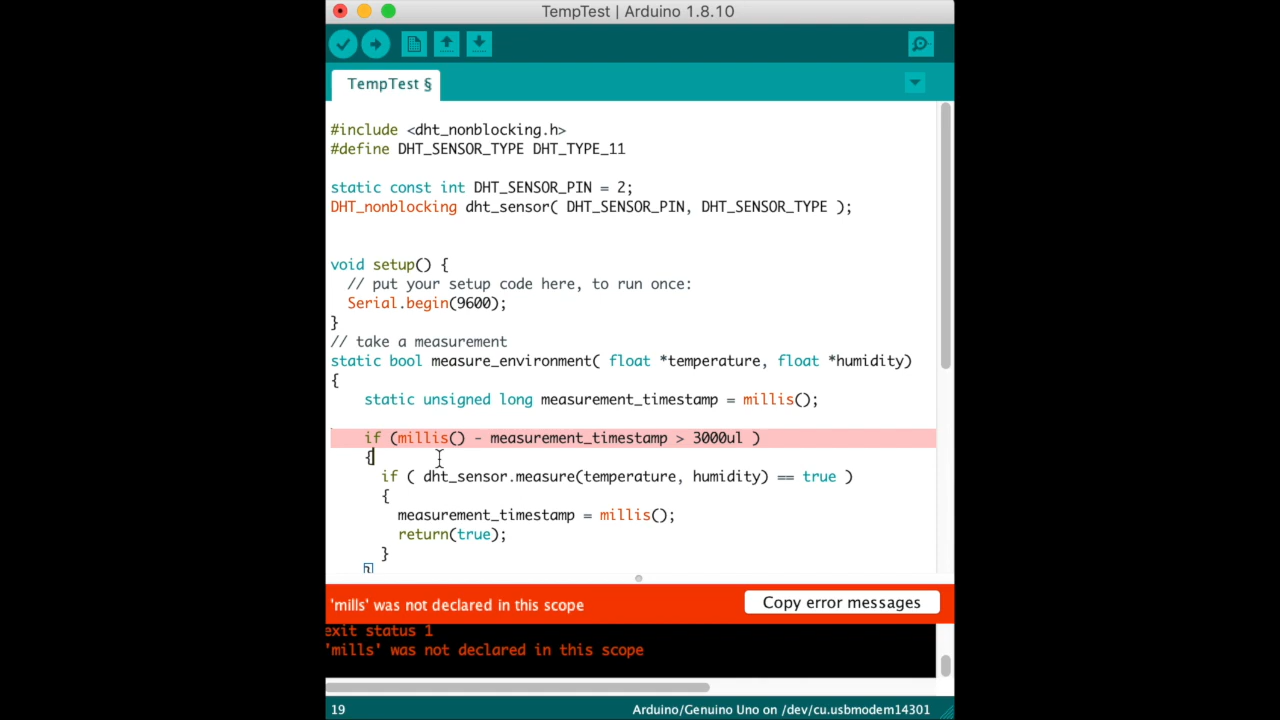 TempTest | Arduino 1.8.10
TempTest §
#include <dht_nonblocking.h>
#define DHT_SENSOR_TYPE DHT_TYPE_11
static const int DHT_SENSOR_PIN = 2;
DHT_nonblocking dht_sensor( DHT_SENSOR_PIN, DHT_SENSOR_TYPE );
void setup() {
// put your setup code here, to run once:
Serial.begin(9600);
}
// take a measurement
static bool measure_environment( float *temperature, float *humidity)
{
static unsigned long measurement_timestamp = millis();
if (millis() - measurement_timestamp > 3000ul )
{
if ( dht_sensor.measure(temperature, humidity) == true )
{
measurement_timestamp = millis();
return(true);
}
}
'mills' was not declared in this scope
Copy error messages
exit status 1
'mills' was not declared in this scope
19
Arduino/Genuino Uno on /dev/cu.usbmodem14301